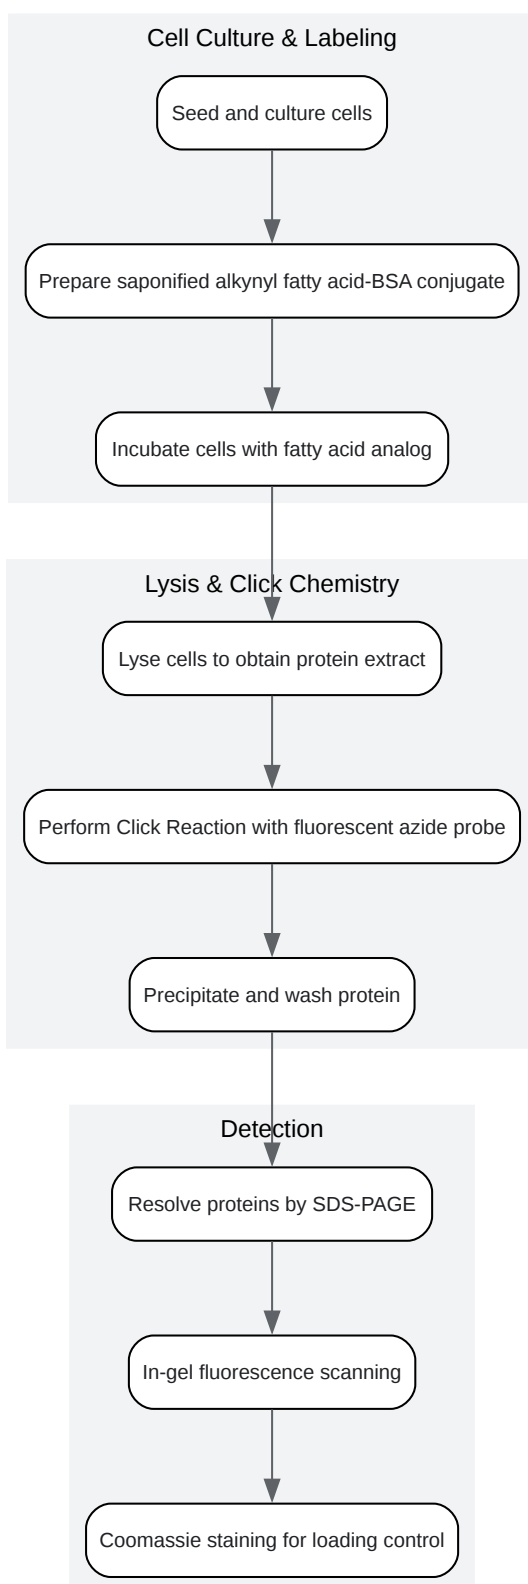 Cell Culture & Labeling
Seed and culture cells
Prepare saponified alkynyl fatty acid-BSA conjugate
Incubate cells with fatty acid analog
Lysis & Click Chemistry
Lyse cells to obtain protein extract
Perform Click Reaction with fluorescent azide probe
Precipitate and wash protein
Detection
Resolve proteins by SDS-PAGE
In-gel fluorescence scanning
Coomassie staining for loading control